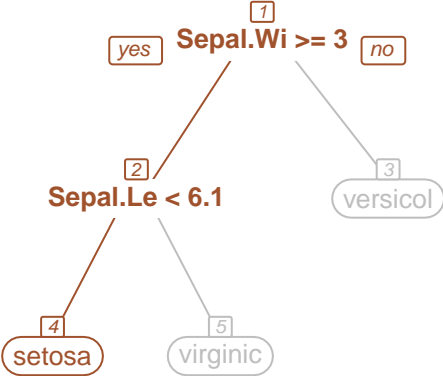 1
yes Sepal.Wi >= 3 no
2
3
Sepal.Le < 6.1
versicol
4
5
setosa
virginic